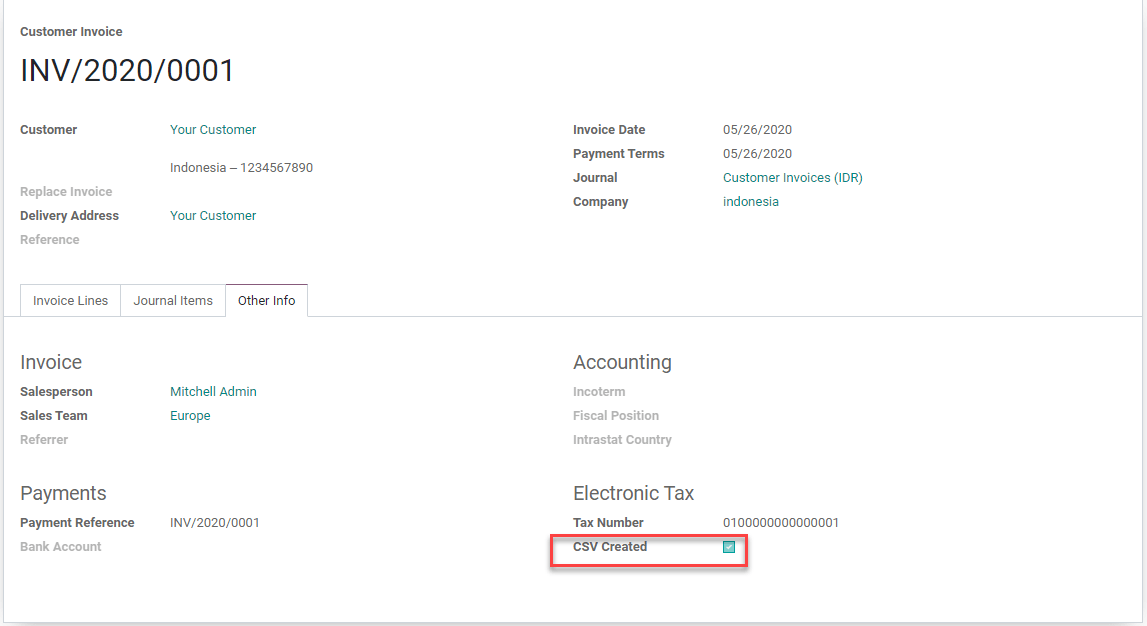 Customer Invoice
INV/2020/0001
Customer Your Customer
Indonesia – 1234567890
Replace Invoice
Delivery Address Your Customer
Reference
Invoice Date 05/26/2020
Payment Terms 05/26/2020
Journal Customer Invoices (IDR)
Company indonesia
Invoice Lines Journal Items Other Info
Invoice
Salesperson Mitchell Admin
Sales Team Europe
Referrer
Accounting
Incoterm
Fiscal Position
Intrastat Country
Payments
Payment Reference INV/2020/0001
Bank Account
Electronic Tax
Tax Number 0100000000000001
CSV Created